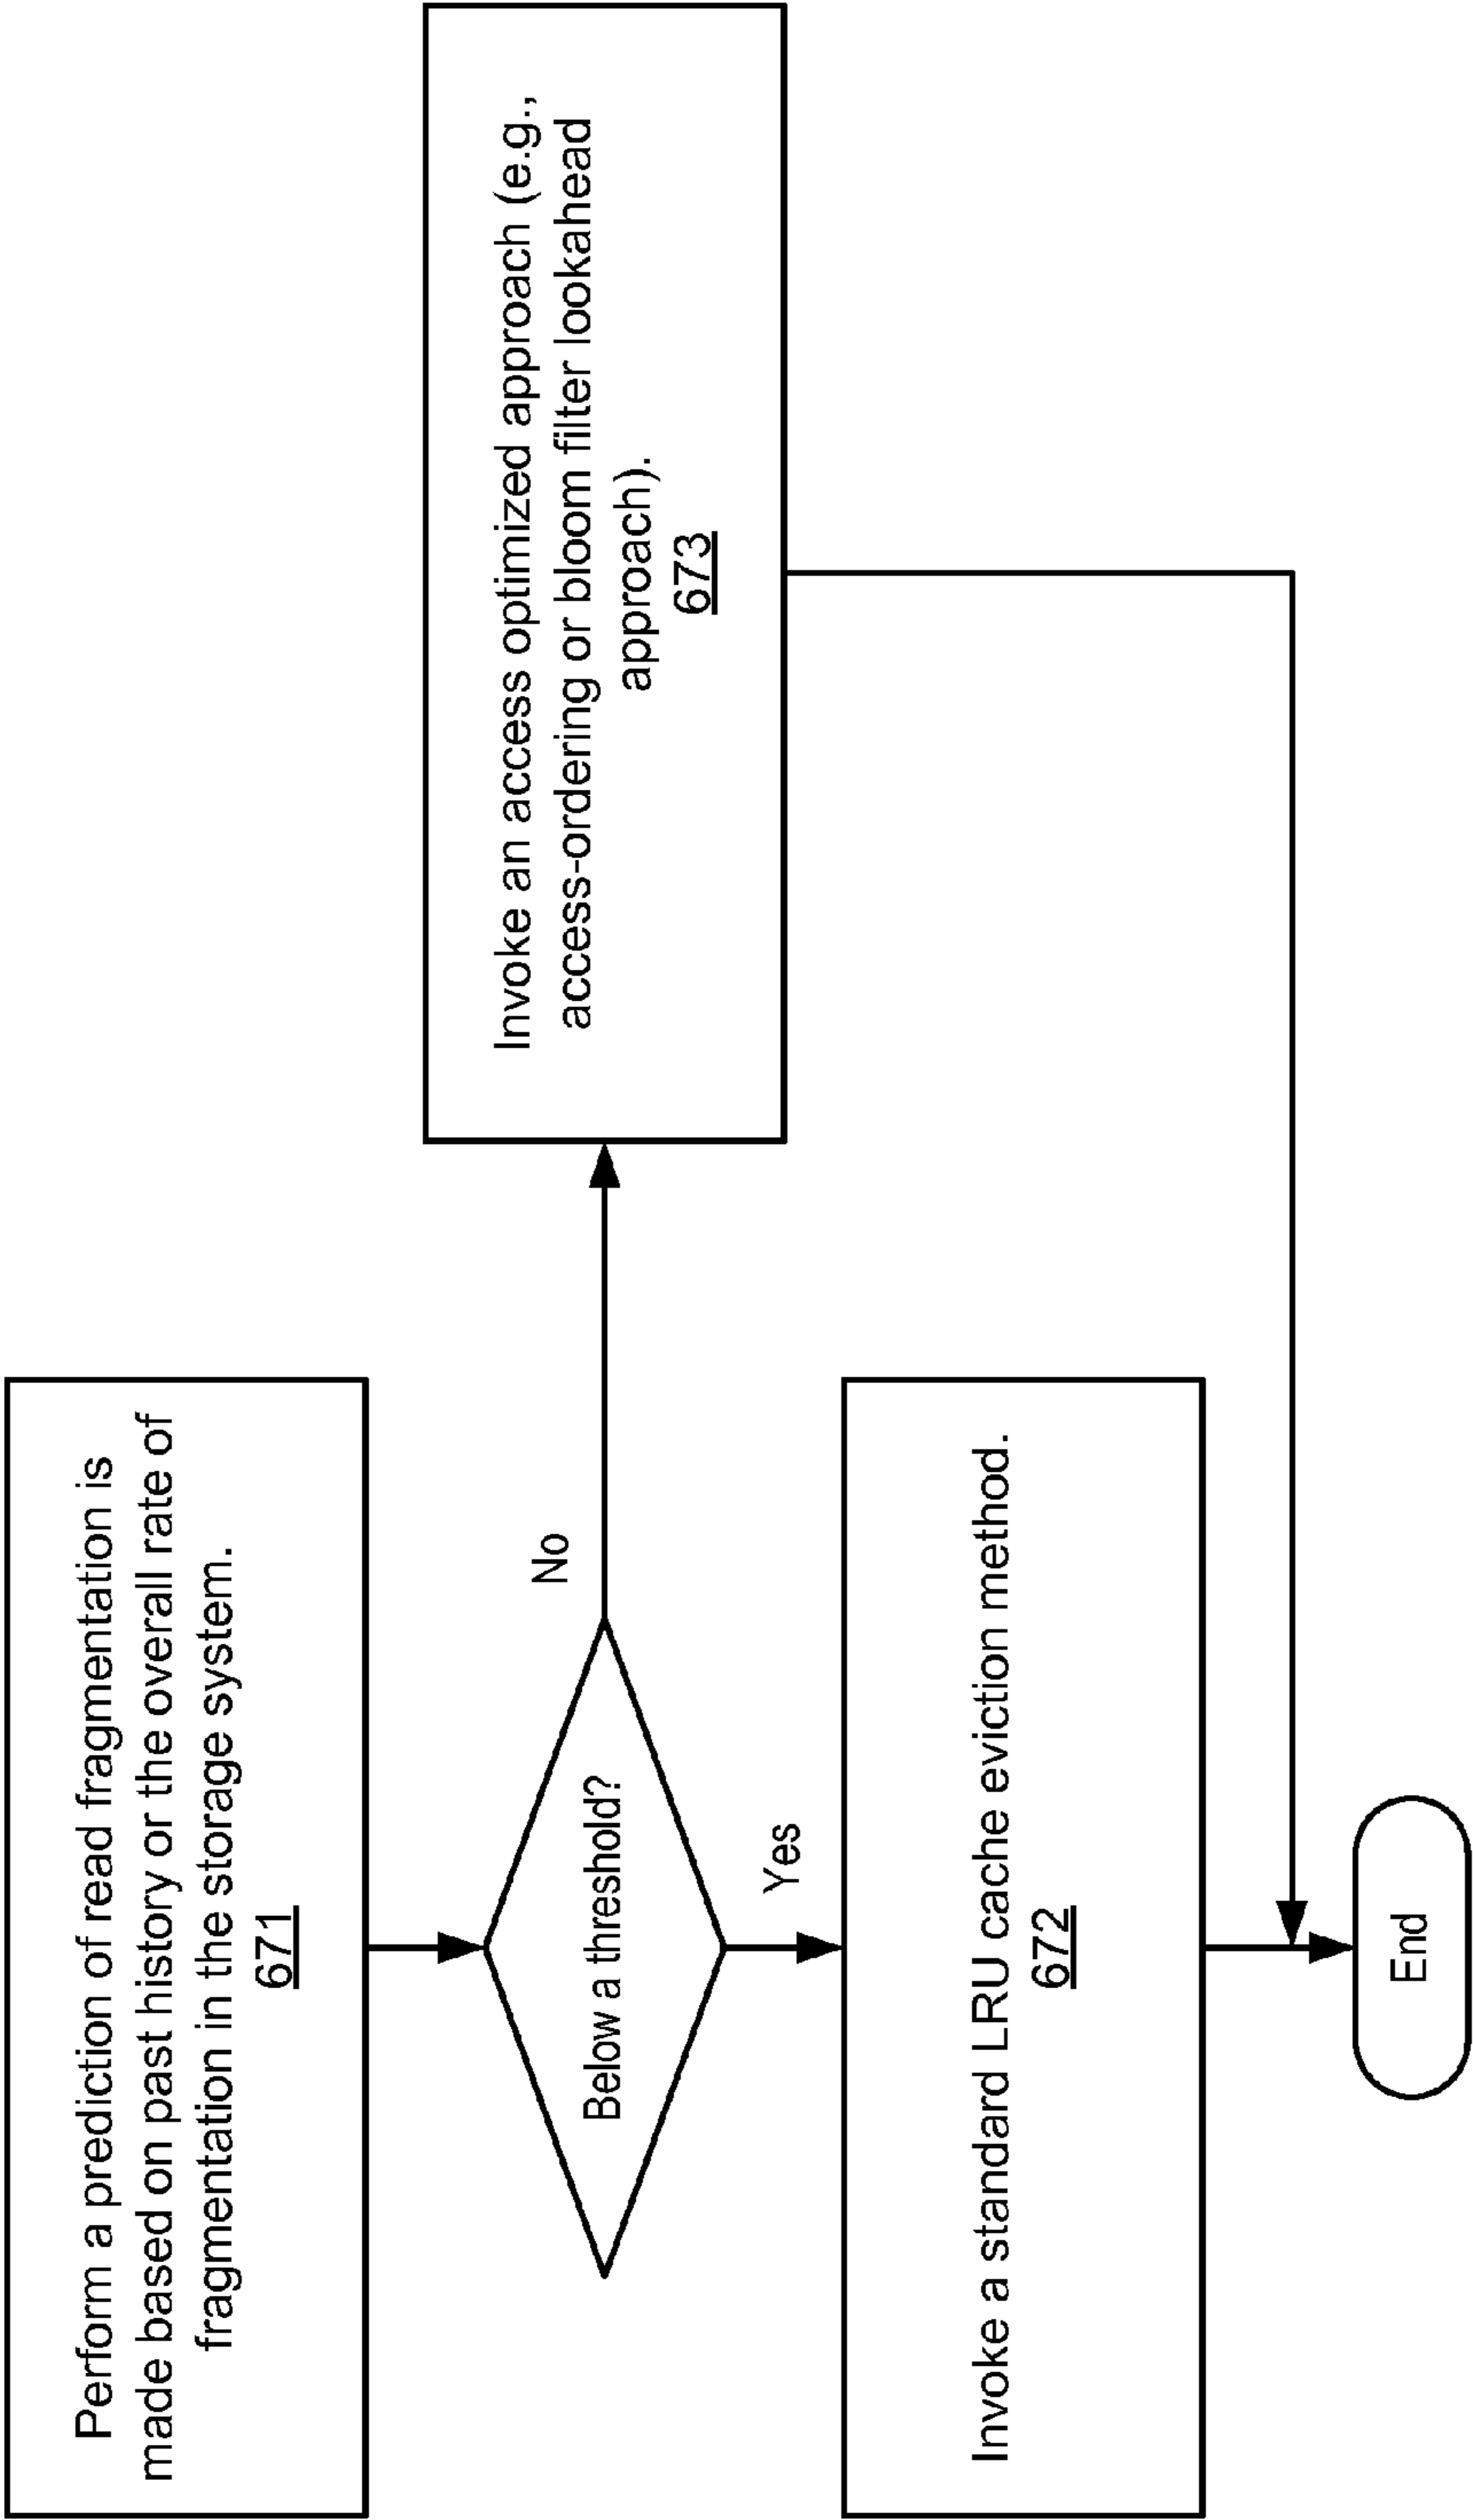 Perform a prediction of read fragmentation is
made based on past history or the overall rate of
fragmentation in the storage system.
671
Below a threshold?
No
Yes
Invoke an access optimized approach (e.g.,
access-ordering or bloom filter lookahead
approach).
673
Invoke a standard LRU cache eviction method.
672
End